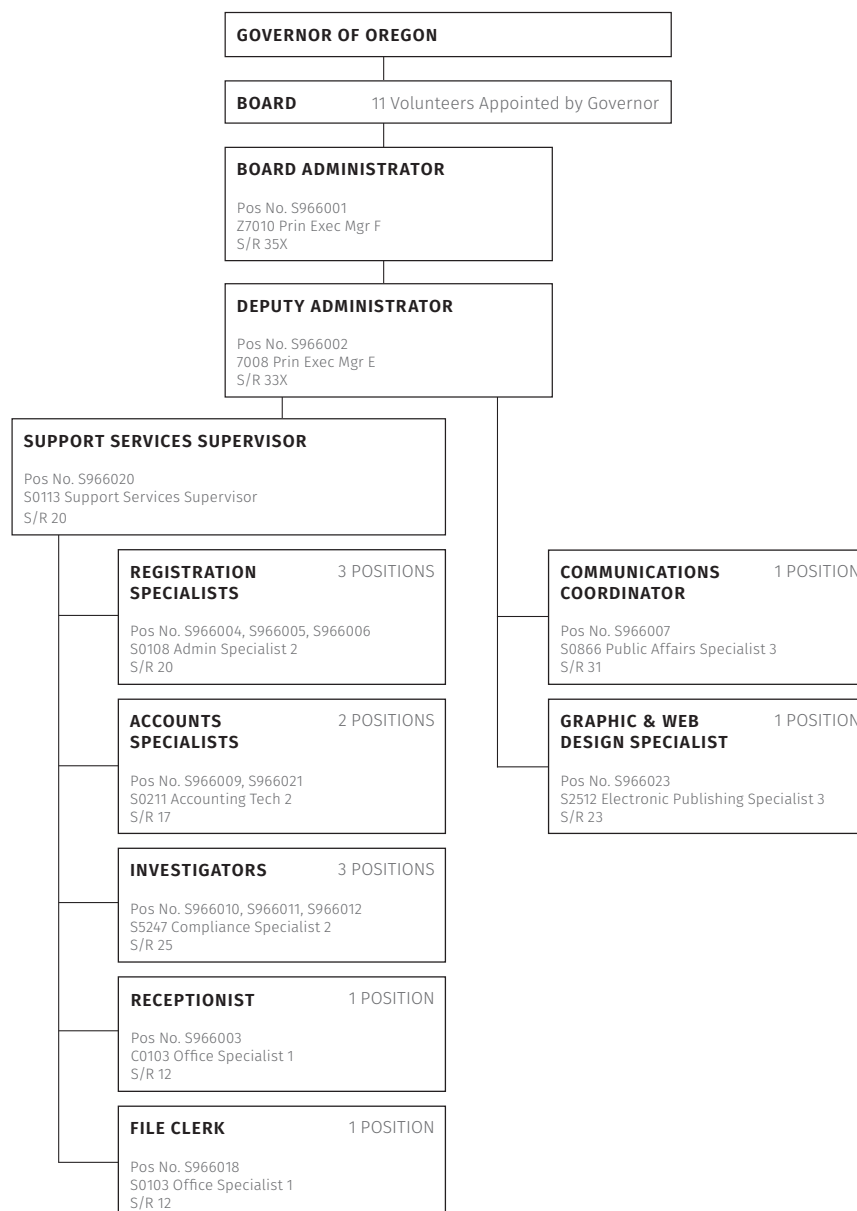 GOVERNOR OF OREGON
BOARD 11 Volunteers Appointed by Governor
BOARD ADMINISTRATOR
Pos No. S966001
Z7010 Prin Exec Mgr F
S/R 35X
DEPUTY ADMINISTRATOR
Pos No. S966002
7008 Prin Exec Mgr E
S/R 33X
SUPPORT SERVICES SUPERVISOR
Pos No. S966020
S0113 Support Services Supervisor
S/R 20
REGISTRATION 3 POSITIONS
SPECIALISTS
Pos No. S966004, S966005, S966006
S0108 Admin Specialist 2
S/R 20
ACCOUNTS 2 POSITIONS
SPECIALISTS
Pos No. S966009, S966021
S0211 Accounting Tech 2
S/R 17
INVESTIGATORS 3 POSITIONS
Pos No. S966010, S966011, S966012
S5247 Compliance Specialist 2
S/R 25
RECEPTIONIST 1 POSITION
Pos No. S966003
C0103 Office Specialist 1
S/R 12
FILE CLERK 1 POSITION
Pos No. S966018
S0103 Office Specialist 1
S/R 12
COMMUNICATIONS 1 POSITION
COORDINATOR
Pos No. S966007
S0866 Public Affairs Specialist 3
S/R 31
GRAPHIC & WEB 1 POSITION
DESIGN SPECIALIST
Pos No. S966023
S2512 Electronic Publishing Specialist 3
S/R 23